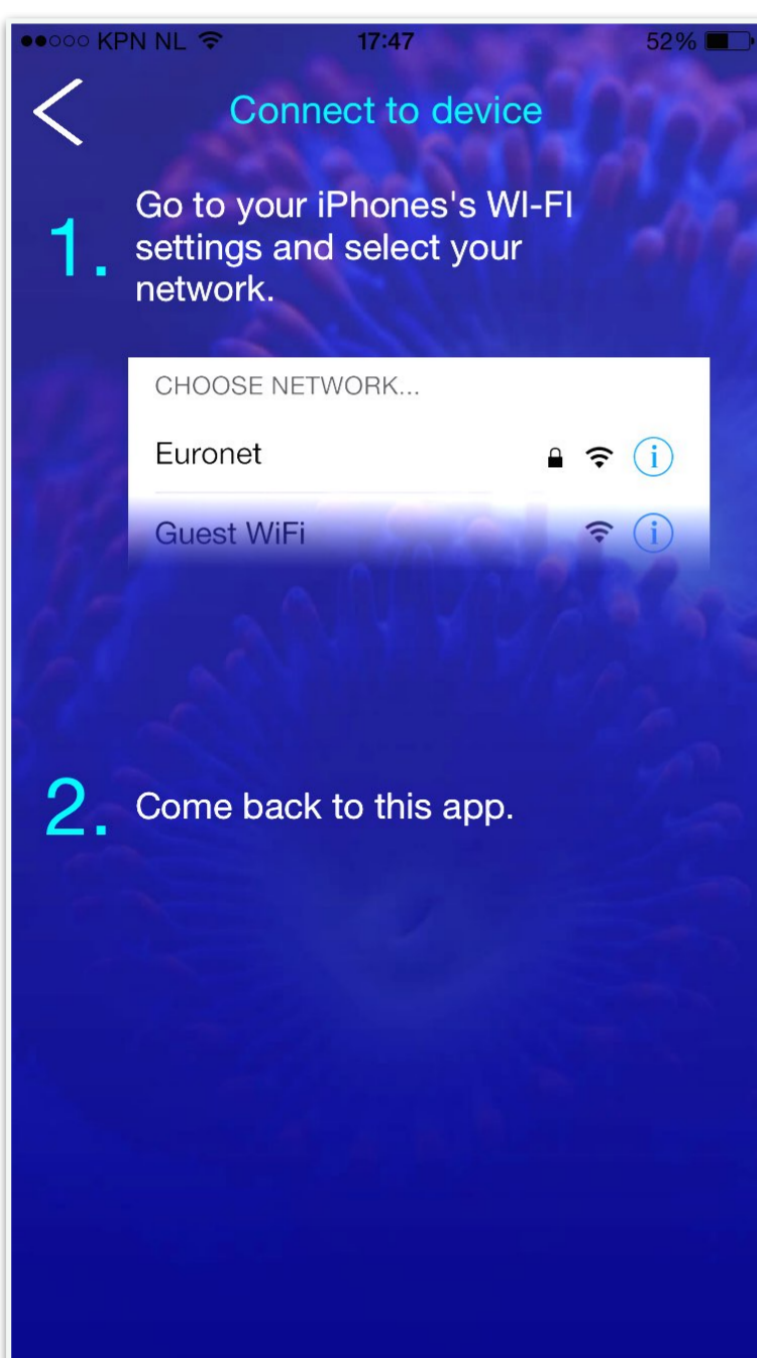 KPN NL 17:47 52%
Connect to device
1. Go to your iPhones's WI-FI
settings and select your
network.
CHOOSE NETWORK...
Euronet
Guest WiFi
2. Come back to this app.